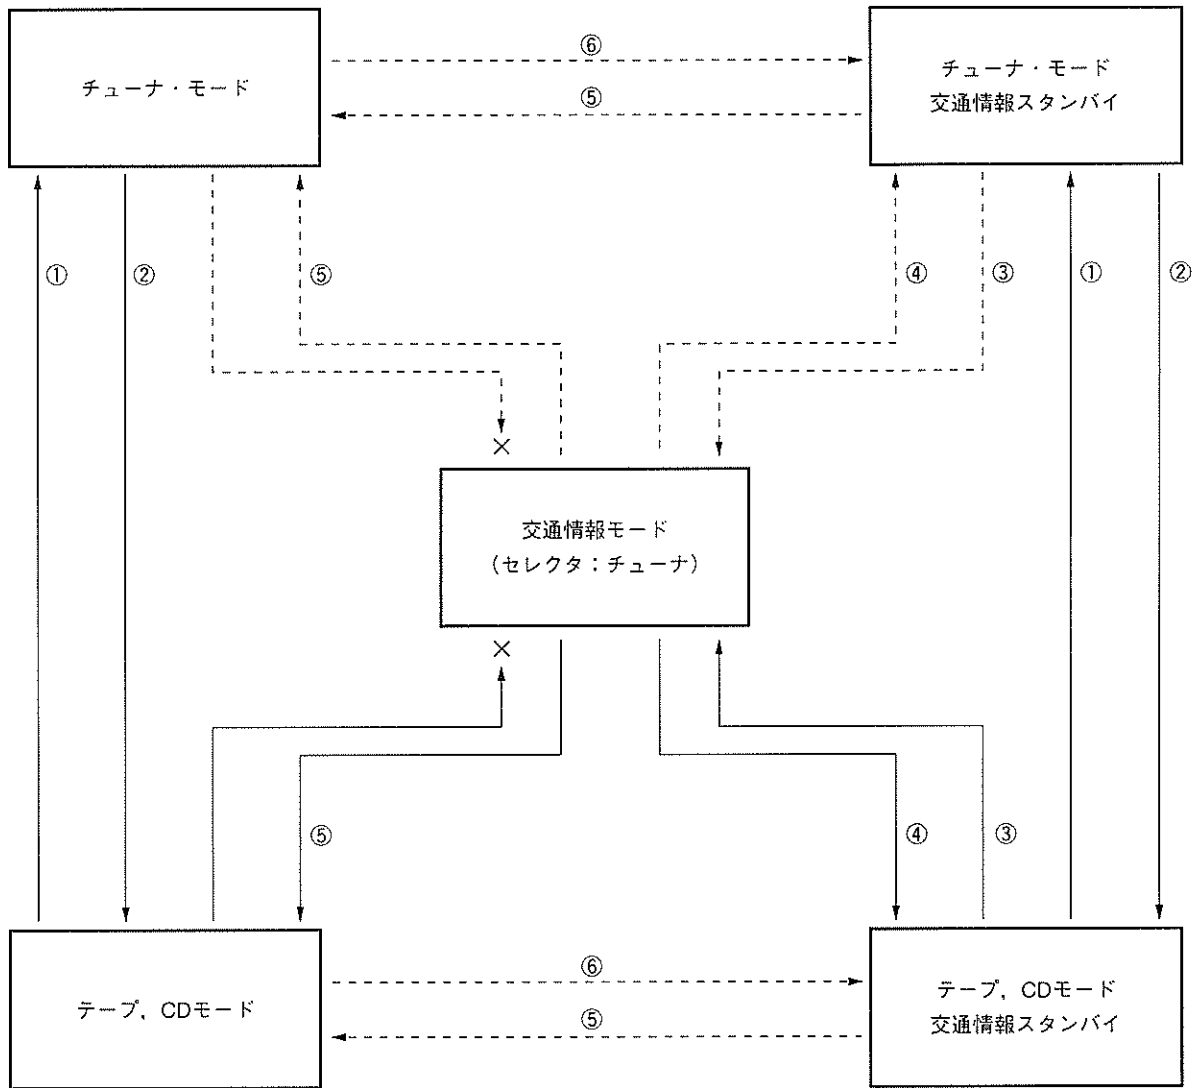 チューナ・モード
⑥
⑤
チューナ・モード
交通情報スタンバイ
①
②
⑤
④
③
①
②
×
交通情報モード
(セレクタ:チューナ)
×
⑤
④
③
テープ,CDモード
⑥
⑤
テープ,CDモード
交通情報スタンバイ